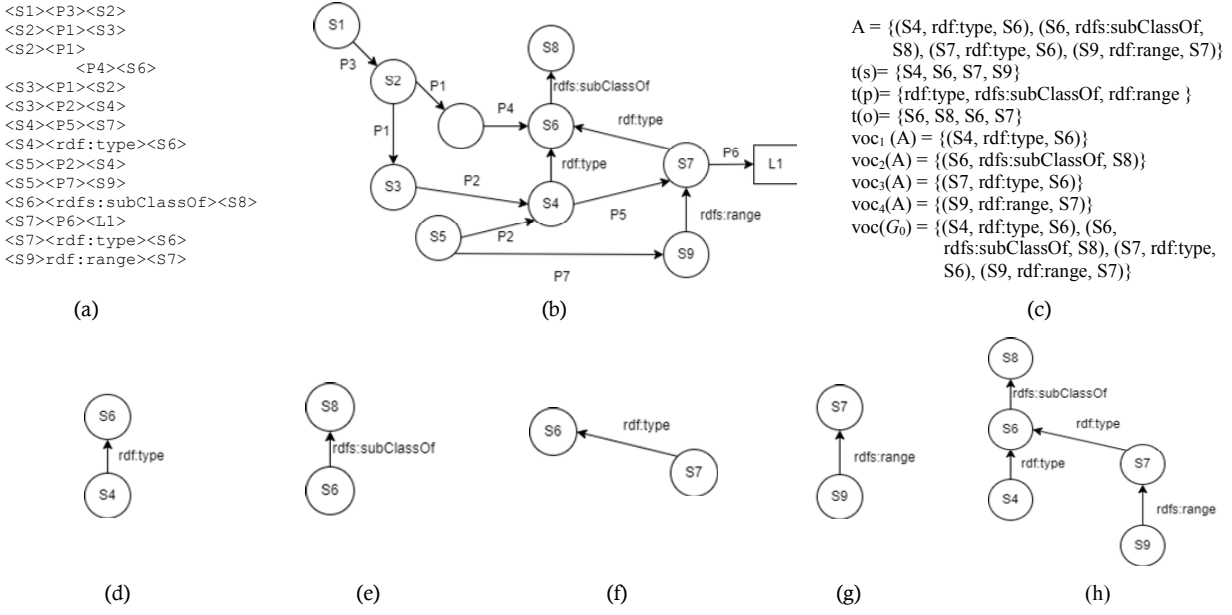 <S1><P3><S2>
<S2><P1><S3>
<S2><P1>
<P4><S6>
<S3><P1><S2>
<S3><P2><S4>
<S4><P5><S7>
<S4><rdf:type><S6>
<S5><P2><S4>
<S5><P7><S9>
<S6><rdfs:subClassOf><S8>
<S7><P6><L1>
<S7><rdf:type><S6>
<S9>rdf:range><S7>
(a)
S1
P3
S2
P1
P1
S3
P2
P4
S8
rdfs:subClassOf
S6
rdf:type
rdf:type
S4
S5
P2
P5
P7
S7
P6
L1
rdfs:range
S9
(b)
A = {(S4, rdf:type, S6), (S6, rdfs:subClassOf,
S8), (S7, rdf:type, S6), (S9, rdf:range, S7)}
t(s)= {S4, S6, S7, S9}
t(p)= {rdf:type, rdfs:subClassOf, rdf:range }
t(o)= {S6, S8, S6, S7}
voc₁ (A) = {(S4, rdf:type, S6)}
voc₂(A) = {(S6, rdfs:subClassOf, S8)}
voc₃(A) = {(S7, rdf:type, S6)}
voc₄(A) = {(S9, rdf:range, S7)}
voc(G₀) = {(S4, rdf:type, S6), (S6,
rdfs:subClassOf, S8), (S7, rdf:type,
S6), (S9, rdf:range, S7)}
(c)
S6
rdf:type
S4
(d)
S8
rdfs:subClassOf
S6
(e)
S6
rdf:type
S7
(f)
S7
rdfs:range
S9
(g)
S8
rdfs:subClassOf
S6
rdf:type
rdf:type
S7
S4
rdfs:range
S9
(h)